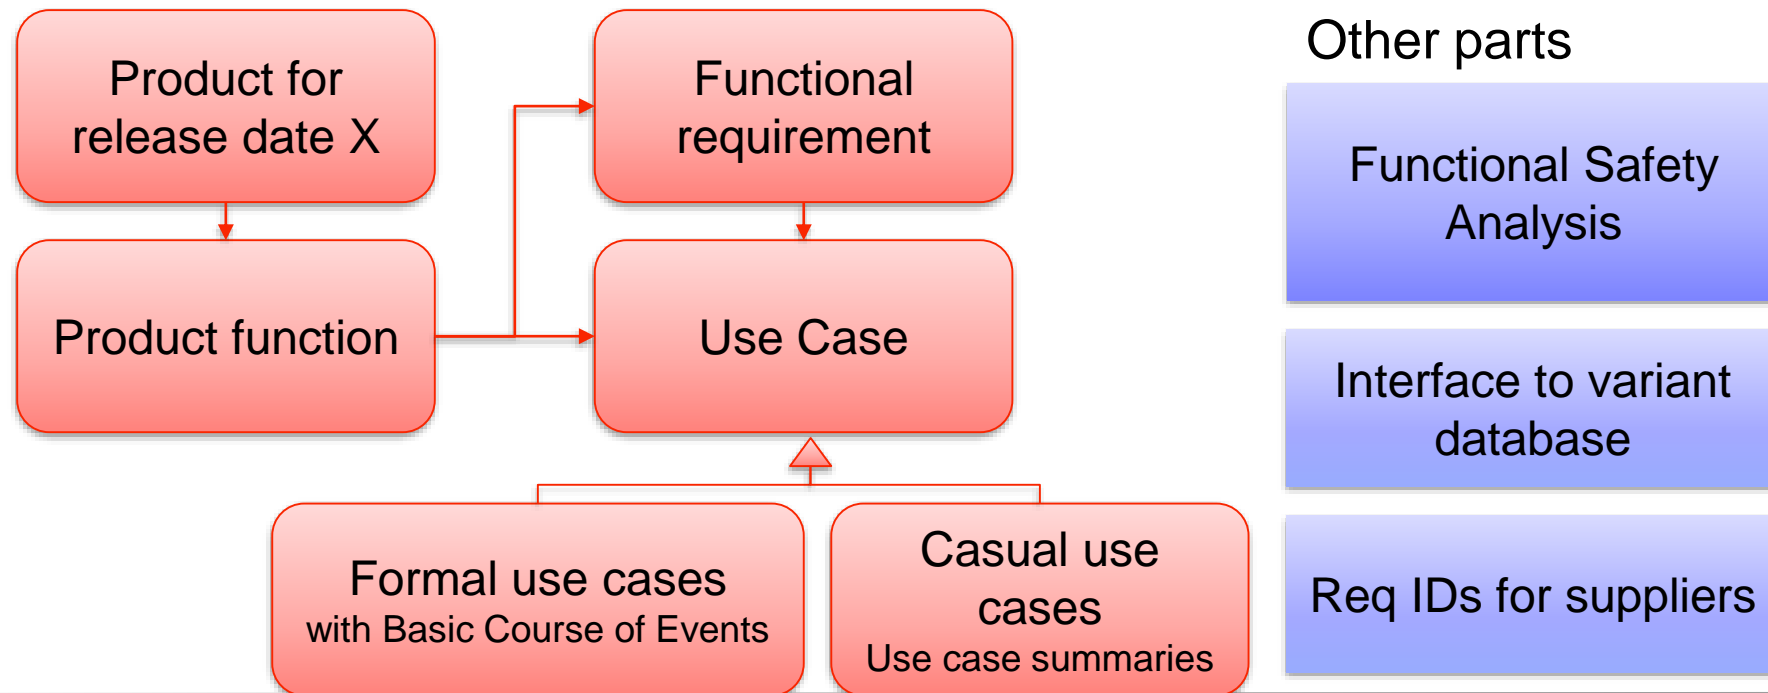 Product for
release date X
Functional
requirement
Product function
Use Case
Formal use cases
with Basic Course of Events
Casual use
cases
Use case summaries
Other parts
Functional Safety
Analysis
Interface to variant
database
Req IDs for suppliers